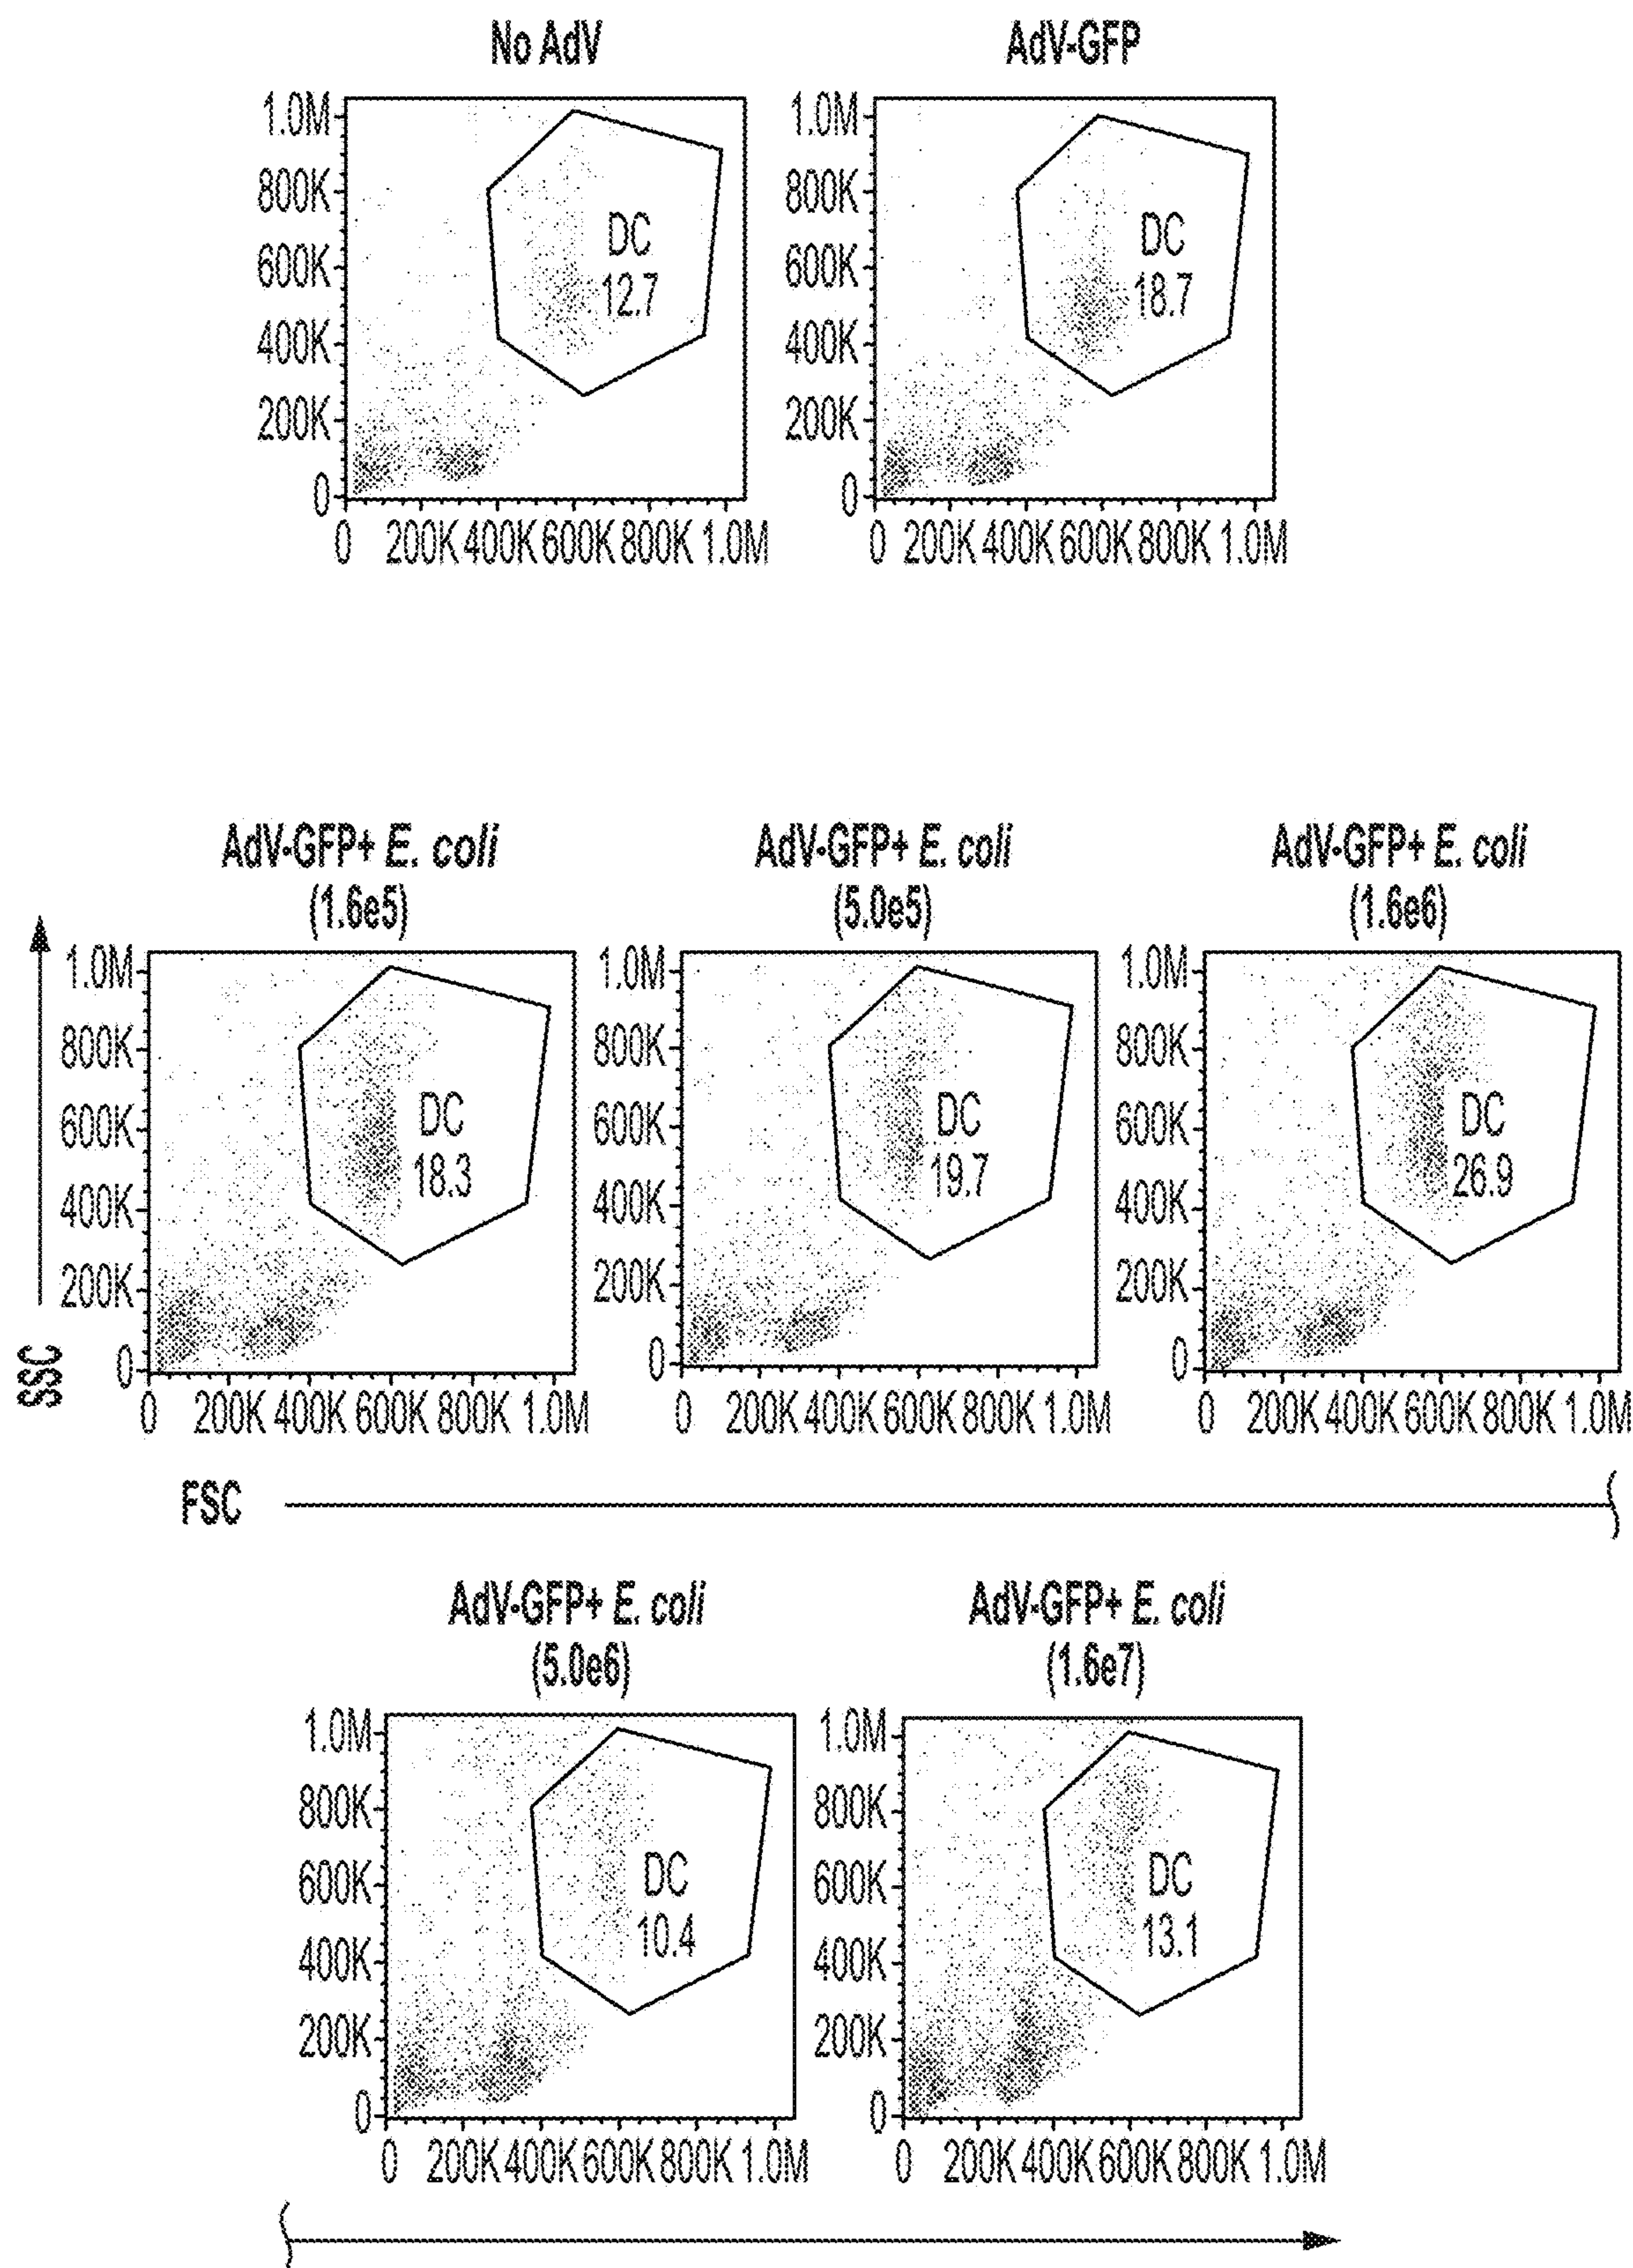 No AdV
AdV-GFP
1.0M
800K
600K
400K
200K
0
DC
12.7
0 200K 400K 600K 800K 1.0M
1.0M
800K
600K
400K
200K
0
DC
18.7
0 200K 400K 600K 800K 1.0M
AdV-GFP+ E. coli
(1.6e5)
AdV-GFP+ E. coli
(5.0e5)
AdV-GFP+ E. coli
(1.6e6)
SSC
1.0M
800K
600K
400K
200K
0
DC
18.3
0 200K 400K 600K 800K 1.0M
1.0M
800K
600K
400K
200K
0
DC
19.7
0 200K 400K 600K 800K 1.0M
1.0M
800K
600K
400K
200K
0
DC
26.9
0 200K 400K 600K 800K 1.0M
FSC
AdV-GFP+ E. coli
(5.0e6)
AdV-GFP+ E. coli
(1.6e7)
1.0M
800K
600K
400K
200K
0
DC
10.4
0 200K 400K 600K 800K 1.0M
1.0M
800K
600K
400K
200K
0
DC
13.1
0 200K 400K 600K 800K 1.0M